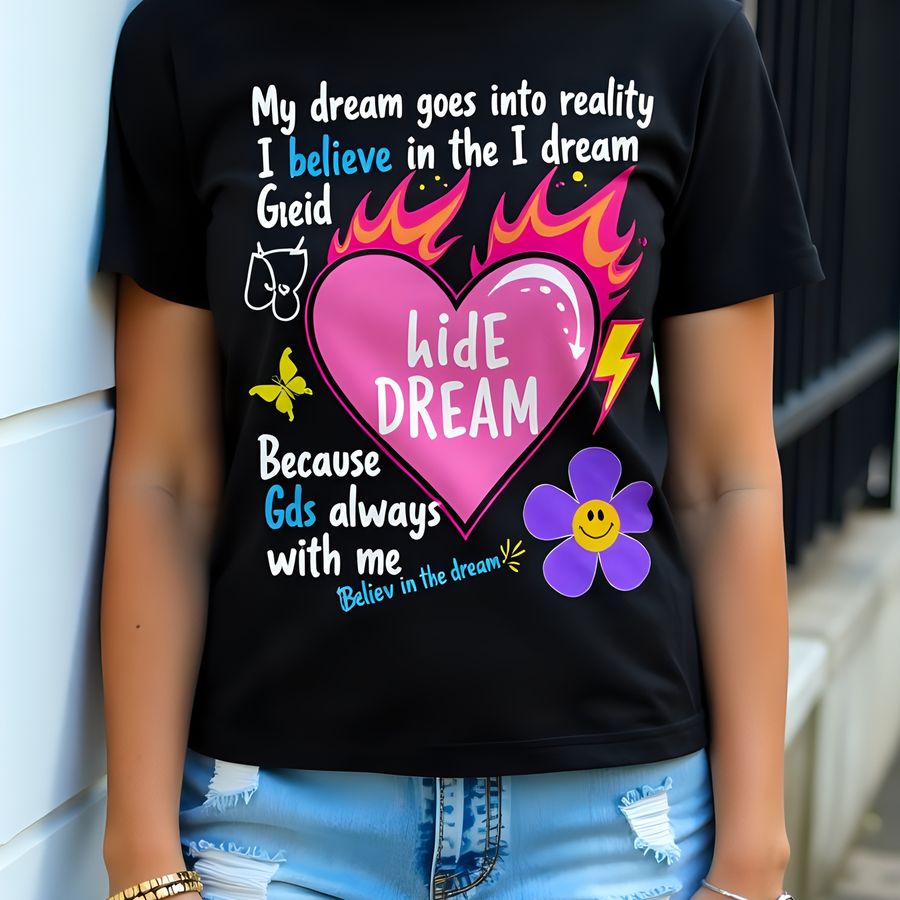 My dream goes into reality
I believe in the I dream
Gieid
hidE
DREAM
Because
Gds always
with me
Believ in the dream